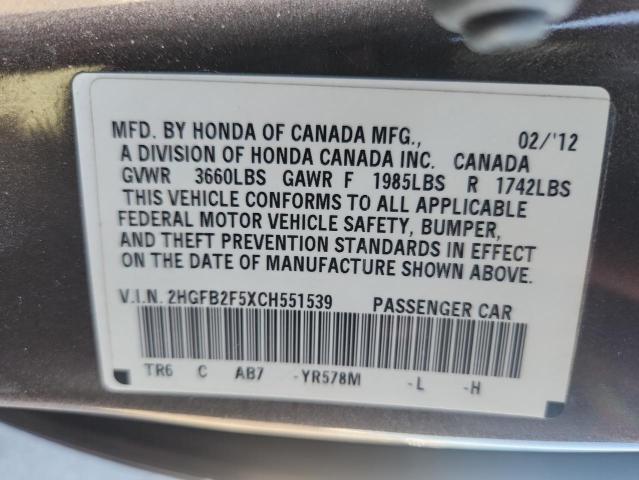 MFD. BY HONDA OF CANADA MFG., 02/'12
A DIVISION OF HONDA CANADA INC. CANADA
GVWR 3660LBS GAWR F 1985LBS R 1742LBS
THIS VEHICLE CONFORMS TO ALL APPLICABLE
FEDERAL MOTOR VEHICLE SAFETY, BUMPER,
AND THEFT PREVENTION STANDARDS IN EFFECT
ON THE DATE OF MANUFACTURE SHOWN ABOVE.
V.I.N. 2HGFB2F5XCH551539 PASSENGER CAR
TR6 C AB7 -YR578M -L -H